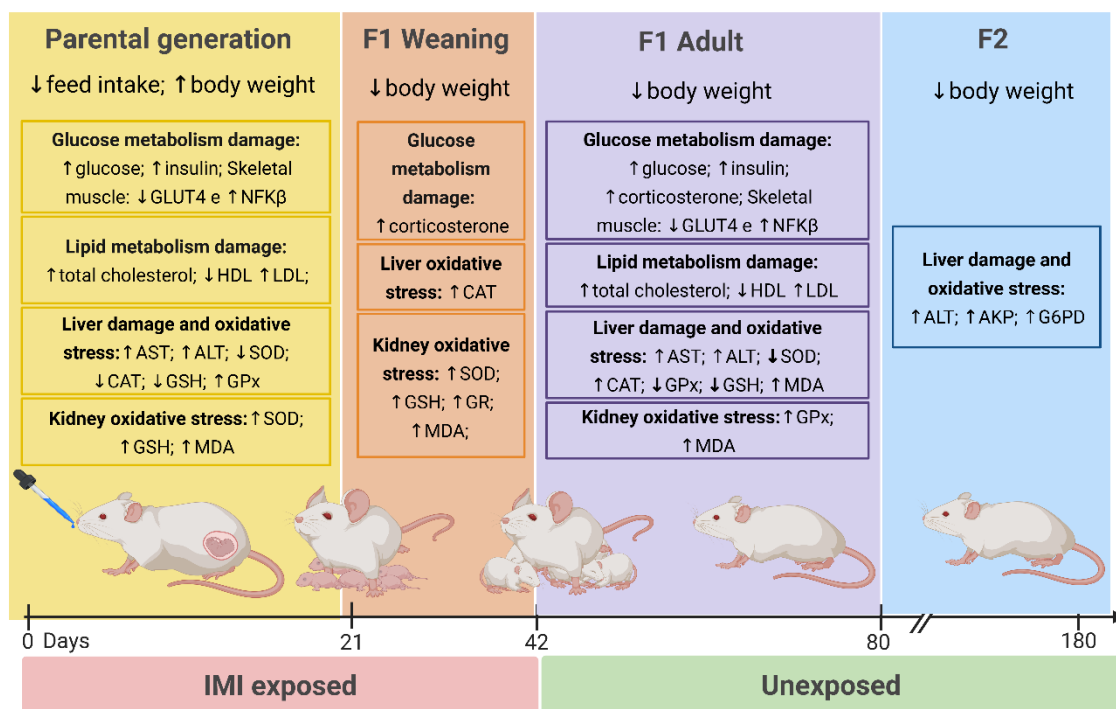 Parental generation
↓feed intake; ↑body weight
Glucose metabolism damage:
↑glucose; ↑insulin; Skeletal
muscle: ↓GLUT4 e ↑NFKβ
Lipid metabolism damage:
↑total cholesterol; ↓HDL ↑LDL;
Liver damage and oxidative
stress:↑AST; ↑ALT; ↓SOD;
↓CAT; ↓GSH; ↑GPx
Kidney oxidative stress:↑SOD;
↑GSH; ↑MDA
F1 Weaning
↓body weight
Glucose
metabolism
damage:
↑corticosterone
Liver oxidative
stress: ↑CAT
Kidney oxidative
stress: ↑SOD;
↑GSH; ↑GR;
↑MDA;
F1 Adult
↓body weight
Glucose metabolism damage:
↑glucose; ↑insulin;
↑corticosterone; Skeletal
muscle: ↓GLUT4 e ↑NFKβ
Lipid metabolism damage:
↑total cholesterol; ↓HDL ↑LDL
Liver damage and oxidative
stress: ↑AST; ↑ALT; ↓SOD;
↑CAT; ↓GPx; ↓GSH; ↑MDA
Kidney oxidative stress:↑GPx;
↑MDA
F2
↓body weight
Liver damage and
oxidative stress:
↑ALT; ↑AKP; ↑G6PD
0 Days 21 42 80 // 180
IMI exposed
Unexposed